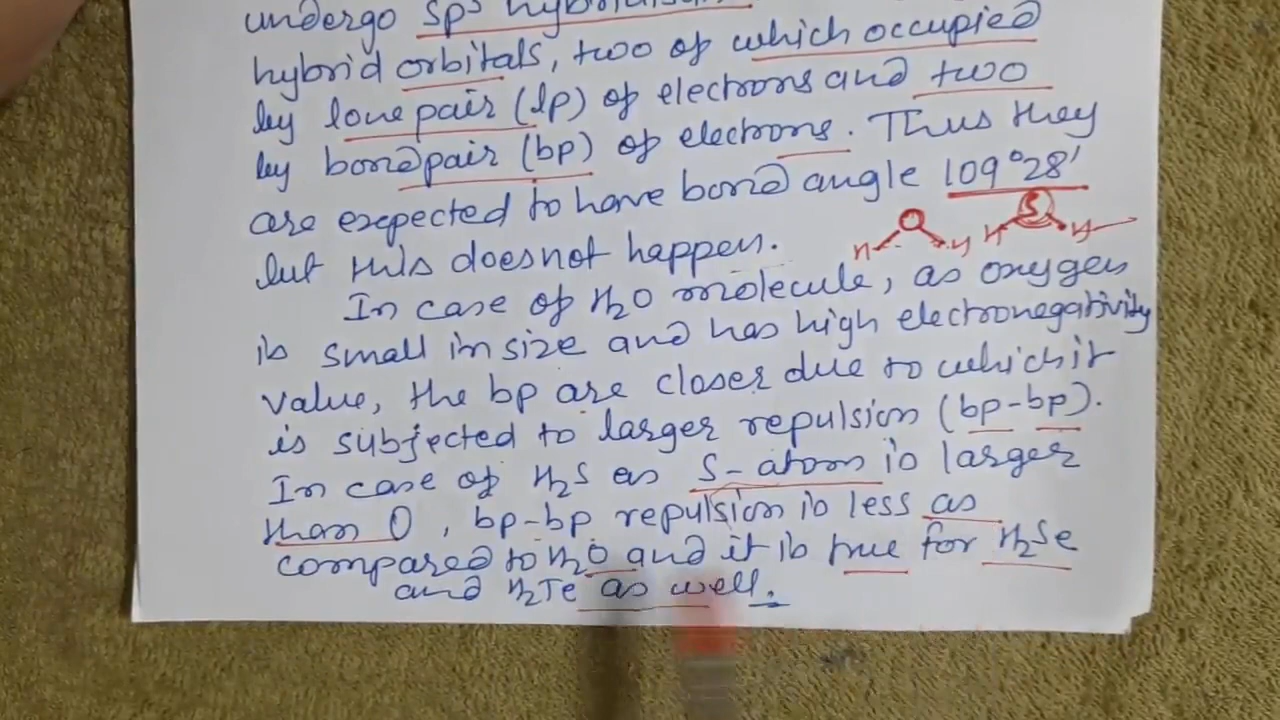 undergo sp³ hybridisation
hybrid orbitals, two of which occupied
by lone pair (lp) of electrons and two
by bond pair (bp) of electrons. Thus they
are expected to have bond angle 109°28'
but this does not happen.
O
H H
S
H H
In case of H₂O molecule, as oxygen
is small in size and has high electronegativity
value, the bp are closer due to which it
is subjected to larger repulsion (bp-bp).
In case of H₂S as S-atom is larger
than O, bp-bp repulsion is less as
compared to H₂O and it is true for H₂Se
and H₂Te as well.